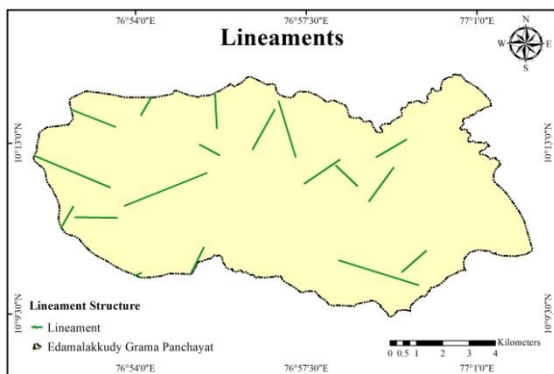 76°54'0"E 76°57'30"E 77°1'0"E
Lineaments
N
W E
S
10°13'0"N 10°13'0"N
10°9'30"N 10°9'30"N
Lineament Structure
Lineament
Edamalakkudy Grama Panchayat
Kilometers
0 0.5 1 2 3 4
76°54'0"E 76°57'30"E 77°1'0"E